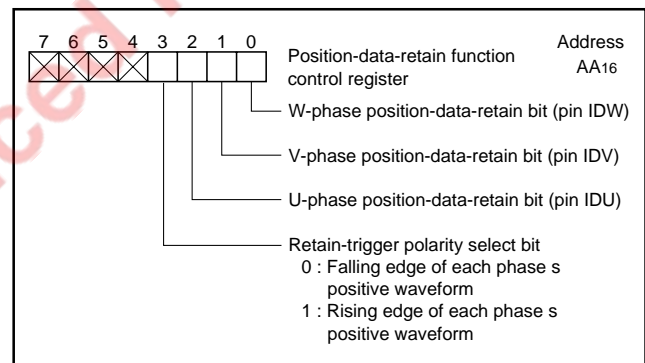 7 6 5 4 3 2 1 0
Position-data-retain function
control register
Address
AA16
W-phase position-data-retain bit (pin IDW)
V-phase position-data-retain bit (pin IDV)
U-phase position-data-retain bit (pin IDU)
Retain-trigger polarity select bit
0 : Falling edge of each phase s
positive waveform
1 : Rising edge of each phase s
positive waveform